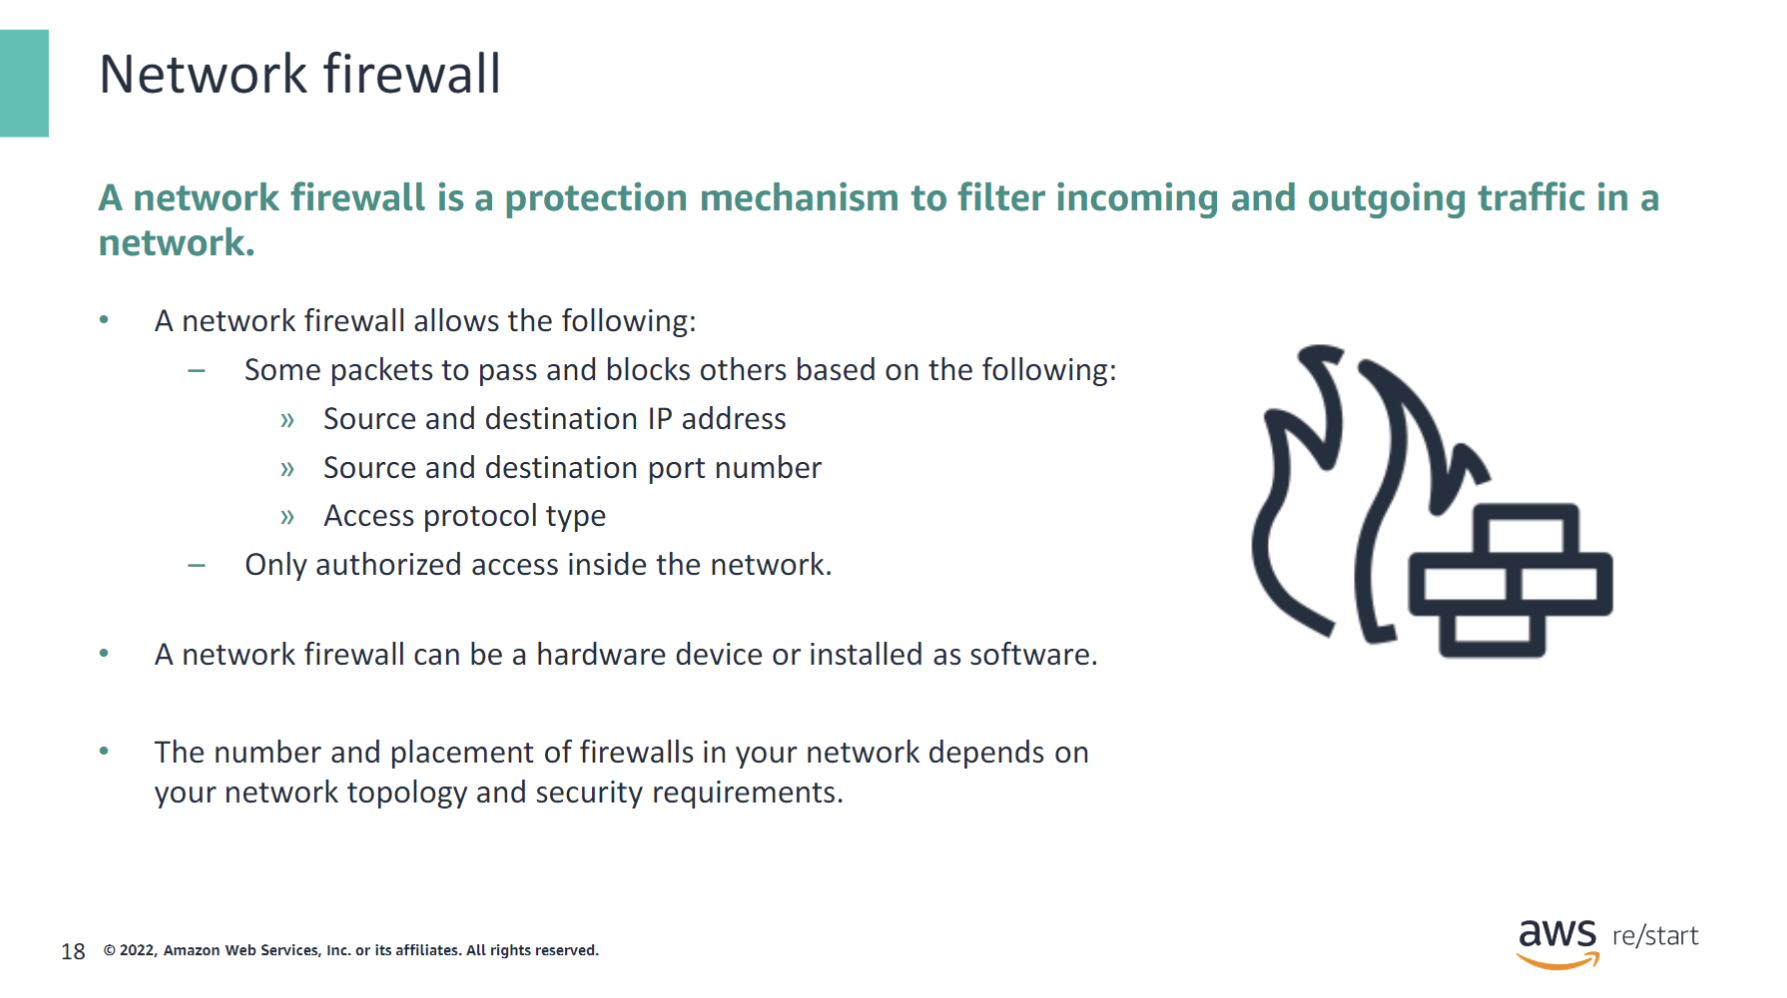 Network firewall
A network firewall is a protection mechanism to filter incoming and outgoing traffic in a
network.
• A network firewall allows the following:
– Some packets to pass and blocks others based on the following:
» Source and destination IP address
» Source and destination port number
» Access protocol type
– Only authorized access inside the network.
• A network firewall can be a hardware device or installed as software.
• The number and placement of firewalls in your network depends on
your network topology and security requirements.
18 © 2022, Amazon Web Services, Inc. or its affiliates. All rights reserved.
aws re/start